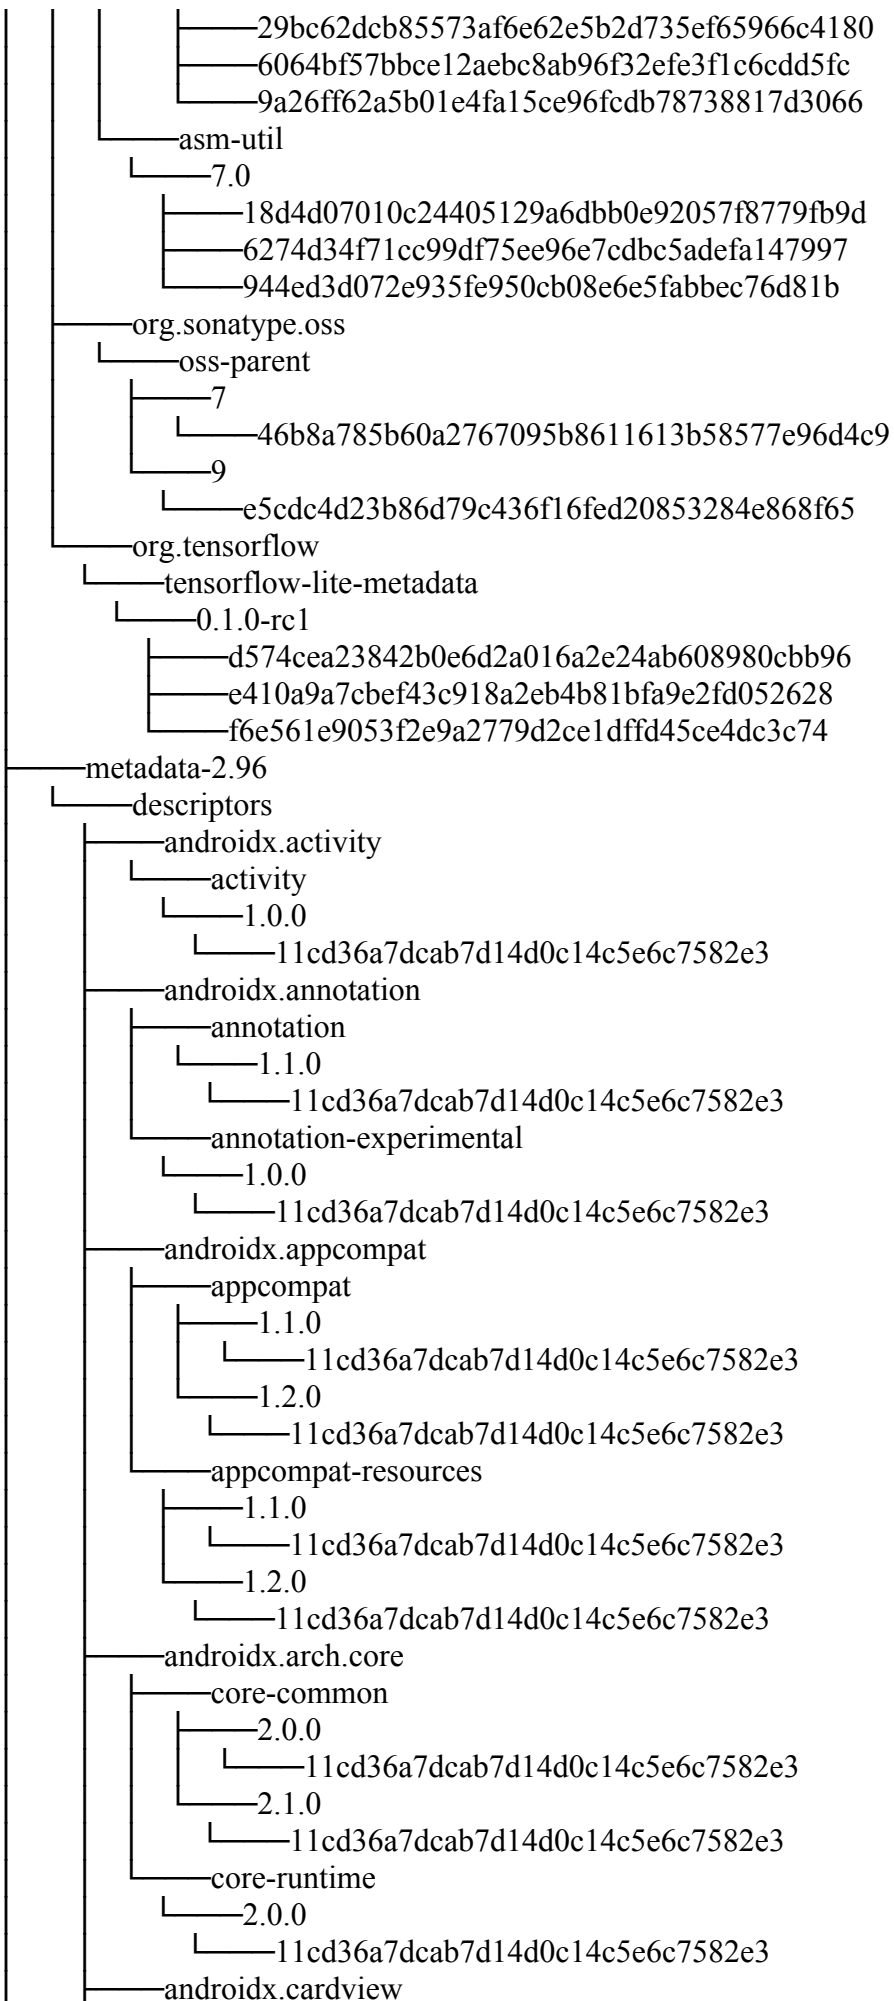 29bc62dcb85573af6e62e5b2d735ef65966c4180
6064bf57bbce12aebc8ab96f32efe3f1c6cdd5fc
9a26ff62a5b01e4fa15ce96fcdb78738817d3066
asm-util
7.0
18d4d07010c24405129a6dbb0e92057f8779fb9d
6274d34f71cc99df75ee96e7cdbc5adefa147997
944ed3d072e935fe950cb08e6e5fabbec76d81b
org.sonatype.oss
oss-parent
7
46b8a785b60a2767095b8611613b58577e96d4c9
9
e5cdc4d23b86d79c436f16fed20853284e868f65
org.tensorflow
tensorflow-lite-metadata
0.1.0-rc1
d574cea23842b0e6d2a016a2e24ab608980cbb96
e410a9a7cbef43c918a2eb4b81bfa9e2fd052628
f6e561e9053f2e9a2779d2ce1dffd45ce4dc3c74
metadata-2.96
descriptors
androidx.activity
activity
1.0.0
11cd36a7dcab7d14d0c14c5e6c7582e3
androidx.annotation
annotation
1.1.0
11cd36a7dcab7d14d0c14c5e6c7582e3
annotation-experimental
1.0.0
11cd36a7dcab7d14d0c14c5e6c7582e3
androidx.appcompat
appcompat
1.1.0
11cd36a7dcab7d14d0c14c5e6c7582e3
1.2.0
11cd36a7dcab7d14d0c14c5e6c7582e3
appcompat-resources
1.1.0
11cd36a7dcab7d14d0c14c5e6c7582e3
1.2.0
11cd36a7dcab7d14d0c14c5e6c7582e3
androidx.arch.core
core-common
2.0.0
11cd36a7dcab7d14d0c14c5e6c7582e3
2.1.0
11cd36a7dcab7d14d0c14c5e6c7582e3
core-runtime
2.0.0
11cd36a7dcab7d14d0c14c5e6c7582e3
androidx.cardview